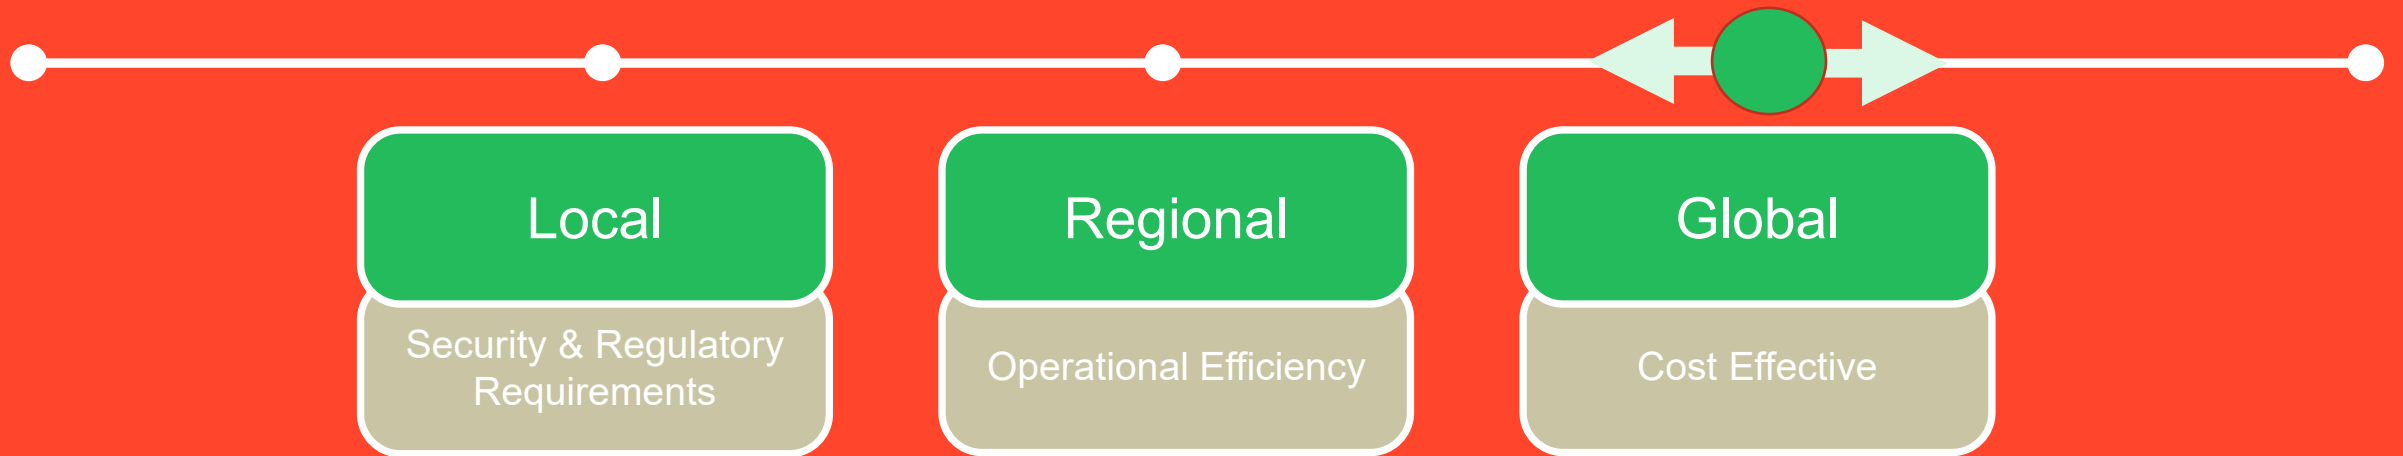 Local
Security & Regulatory
Requirements
Regional
Operational Efficiency
Global
Cost Effective